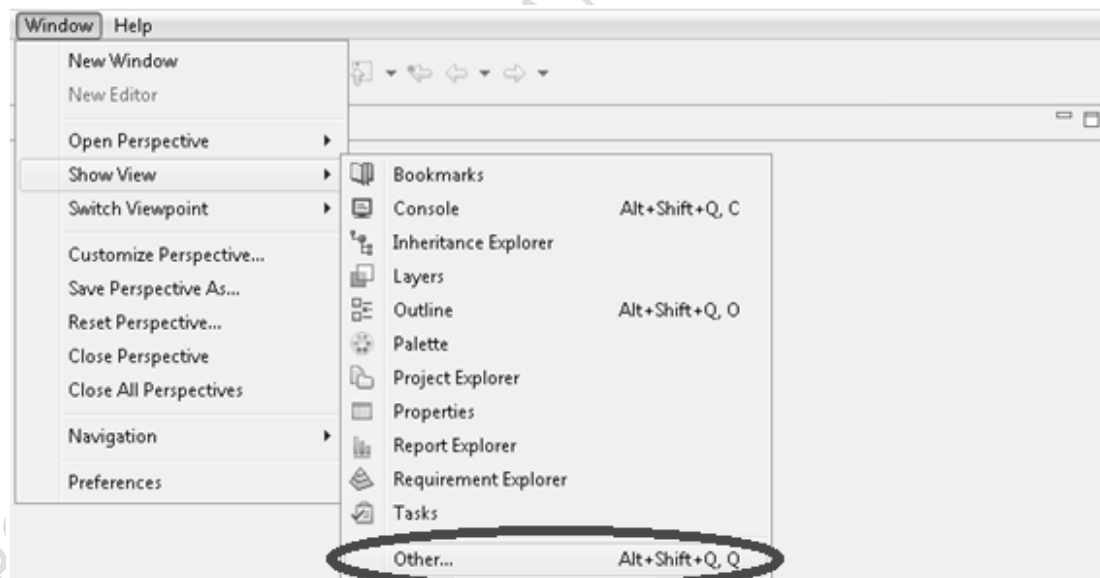 Window Help
New Window
New Editor
Open Perspective
Show View
Switch Viewpoint
Customize Perspective...
Save Perspective As...
Reset Perspective...
Close Perspective
Close All Perspectives
Navigation
Preferences
Bookmarks
Console Alt+Shift+Q, C
Inheritance Explorer
Layers
Outline Alt+Shift+Q, O
Palette
Project Explorer
Properties
Report Explorer
Requirement Explorer
Tasks
Other... Alt+Shift+Q, Q